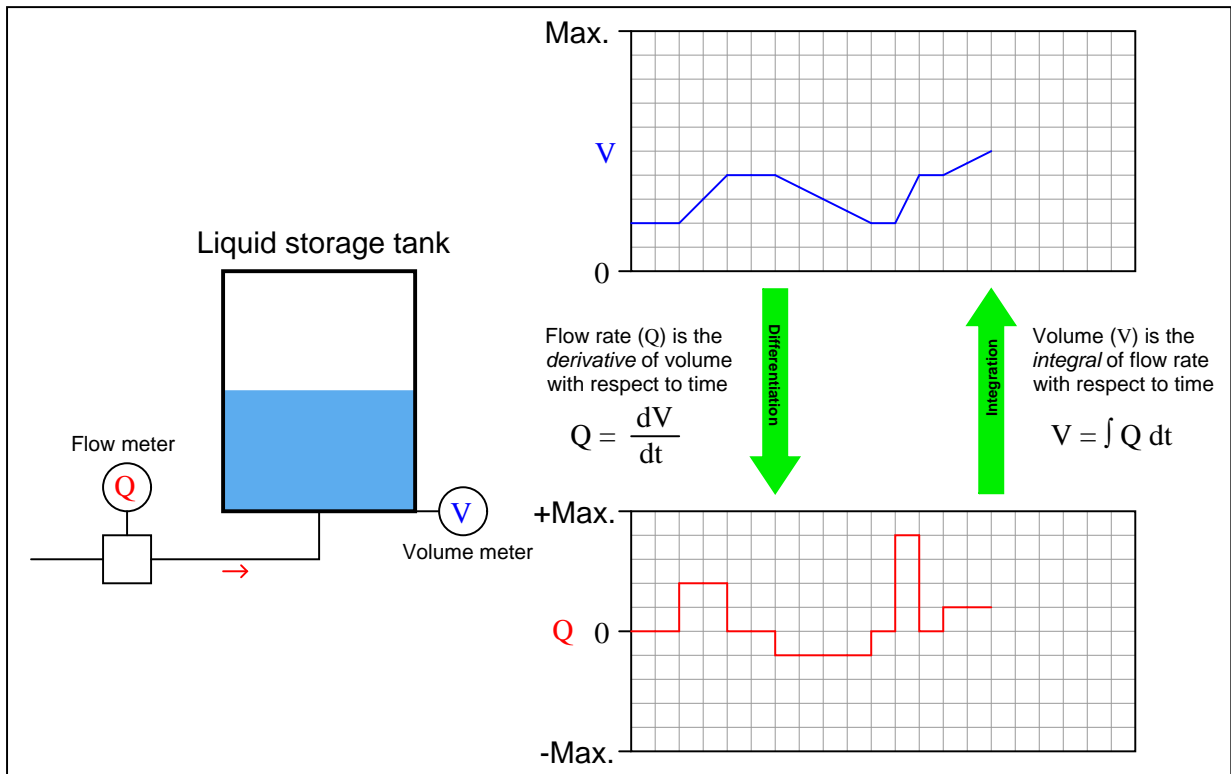 Liquid storage tank
Flow meter
Q
V
Volume meter
Max.
V
0
Flow rate (Q) is the
derivative of volume
with respect to time
Q = dV
dt
Differentiation
Integration
Volume (V) is the
integral of flow rate
with respect to time
V = ∫ Q dt
+Max.
Q 0
-Max.